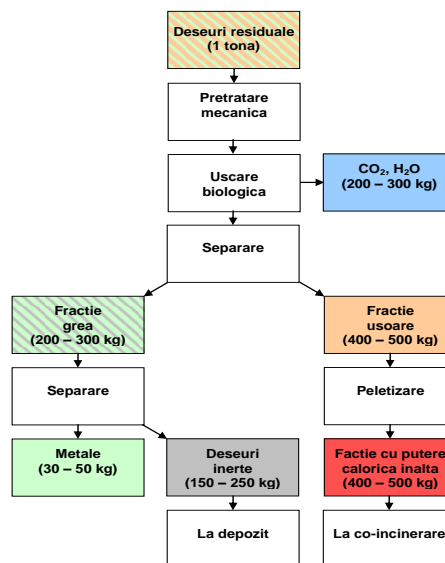 Deseuri residuale
(1 tona)
Pretratare
mecanica
Uscare
biologica
CO₂, H₂O
(200 – 300 kg)
Separare
Fractie
grea
(200 – 300 kg)
Fractie
usoare
(400 – 500 kg)
Separare
Peletizare
Metale
(30 – 50 kg)
Deseuri
inerte
(150 – 250 kg)
Factie cu putere
calorica inalta
(400 – 500 kg)
La depozit
La co-incinerare